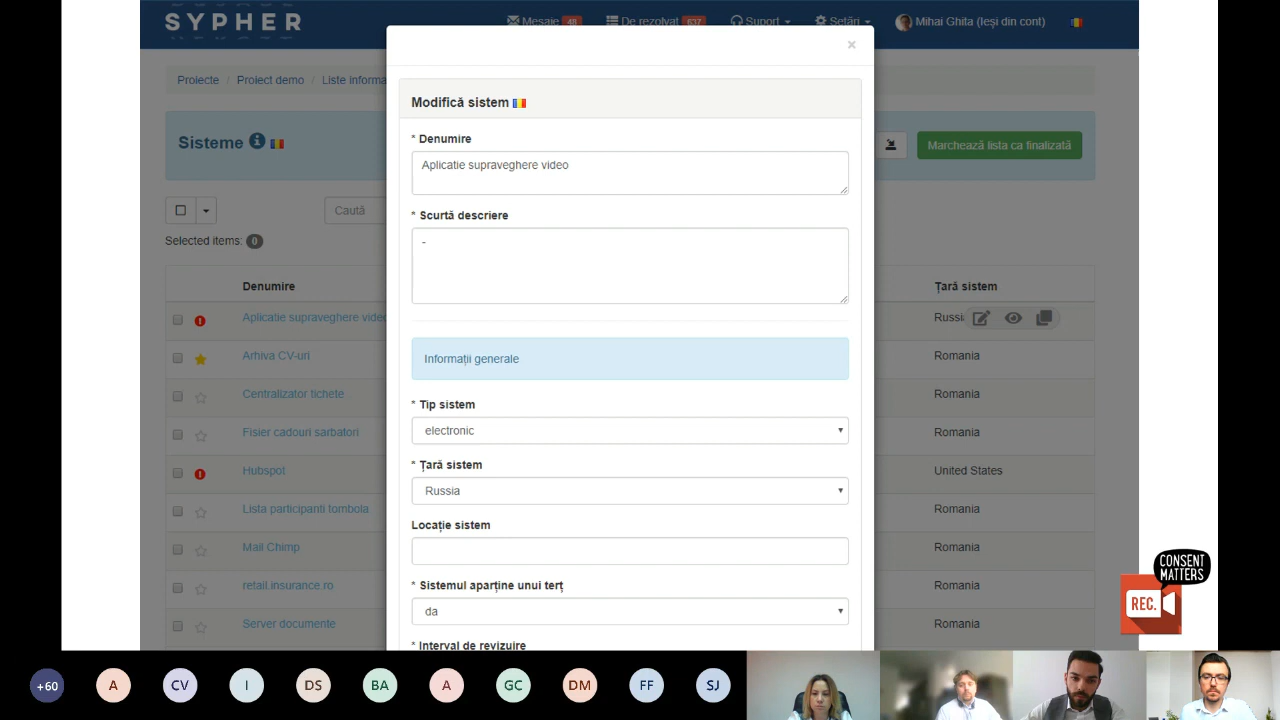 SYPHER
Mesaje 48
De rezolvat 637
Suport
Setări
Mihai Ghita (Ieși din cont)
Proiecte / Proiect demo / Liste informa
×
Modifică sistem
Sisteme
Marchează lista ca finalizată
* Denumire
Aplicatie supraveghere video
Caută
* Scurtă descriere
-
Selected items: 0
Denumire
Țară sistem
Aplicatie supraveghere video
Russi
Informații generale
Arhiva CV-uri
Romania
Centralizator tichete
Romania
* Tip sistem
electronic
Fisier cadouri sarbatori
Romania
* Țară sistem
Hubspot
United States
Russia
Lista participanti tombola
Romania
Locație sistem
Mail Chimp
Romania
retail.insurance.ro
Romania
* Sistemul aparține unui terț
da
Server documente
Romania
* Interval de revizuire
CONSENT
MATTERS
REC.
+60
A
CV
I
DS
BA
A
GC
DM
FF
SJ